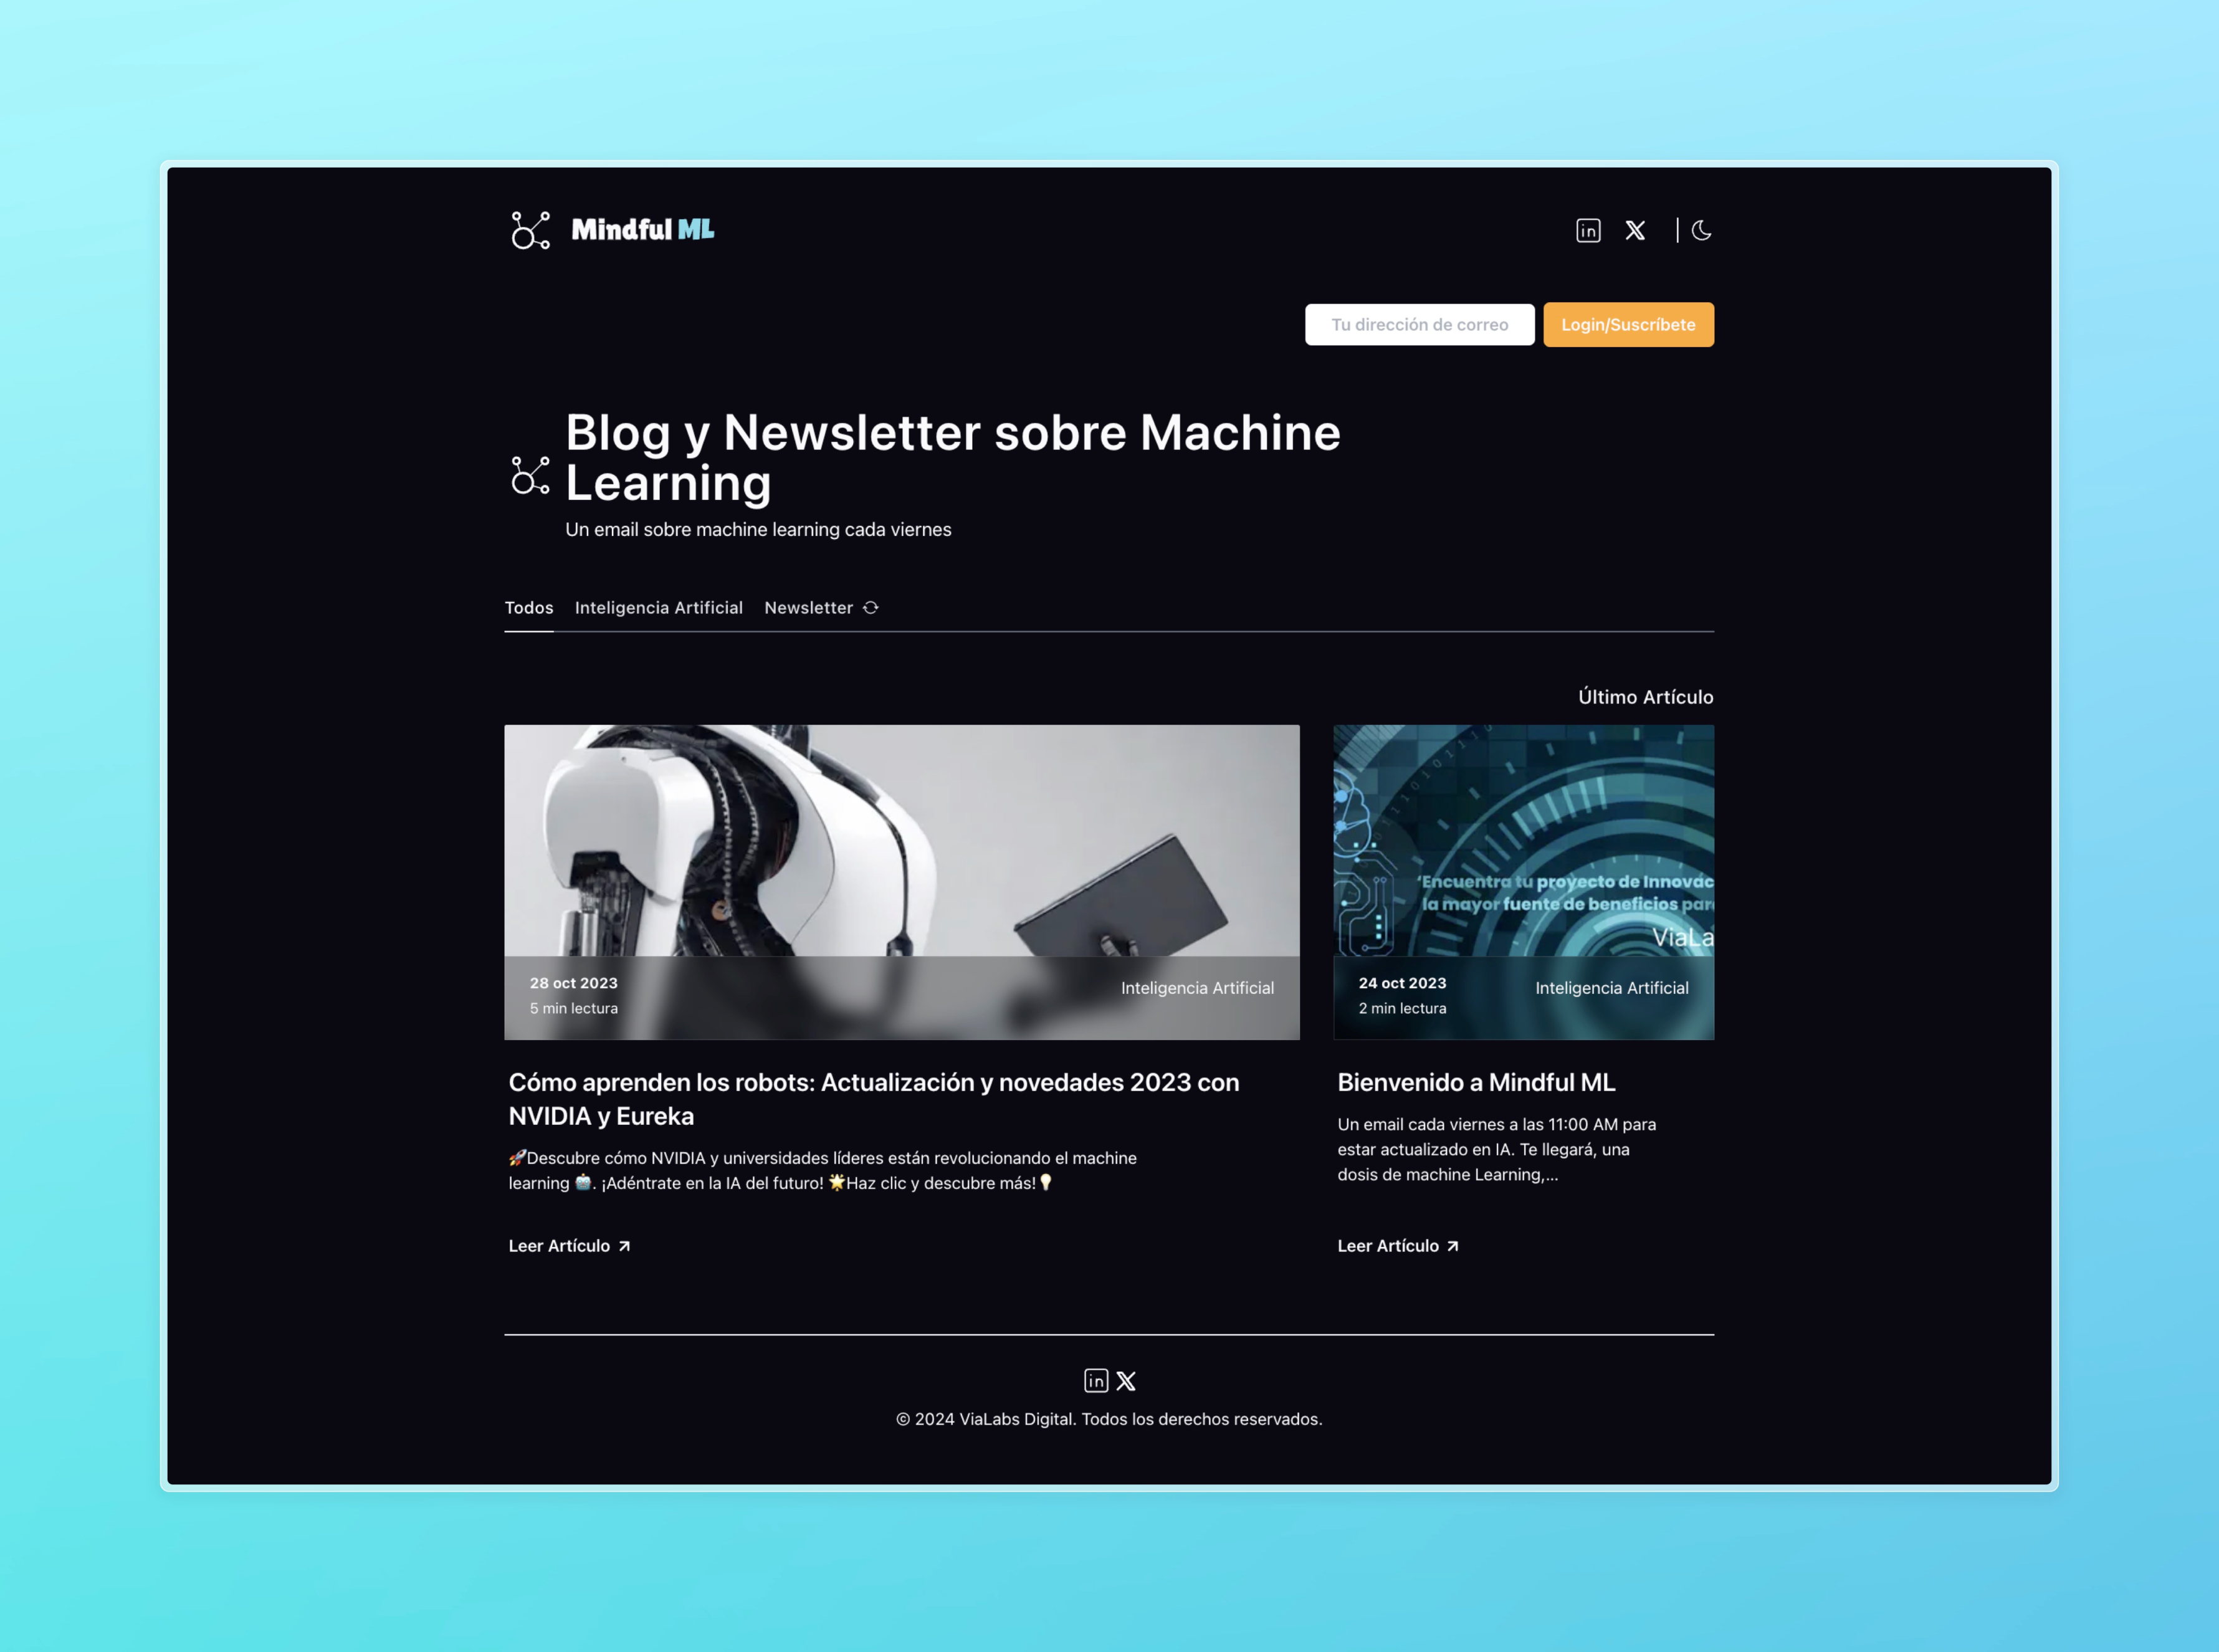 Mindful ML
Tu dirección de correo
Login/Suscríbete
Blog y Newsletter sobre Machine
Learning
Un email sobre machine learning cada viernes
Todos Inteligencia Artificial Newsletter
Último Artículo
28 oct 2023
5 min lectura
Inteligencia Artificial
Cómo aprenden los robots: Actualización y novedades 2023 con
NVIDIA y Eureka
🚀Descubre cómo NVIDIA y universidades líderes están revolucionando el machine
learning 🤖. ¡Adéntrate en la IA del futuro! 🌟Haz clic y descubre más!💡
Leer Artículo
'Encuentra tu proyecto de Innovác
la mayor fuente de beneficios par
ViaLa
24 oct 2023
2 min lectura
Inteligencia Artificial
Bienvenido a Mindful ML
Un email cada viernes a las 11:00 AM para
estar actualizado en IA. Te llegará, una
dosis de machine Learning,...
Leer Artículo
© 2024 ViaLabs Digital. Todos los derechos reservados.